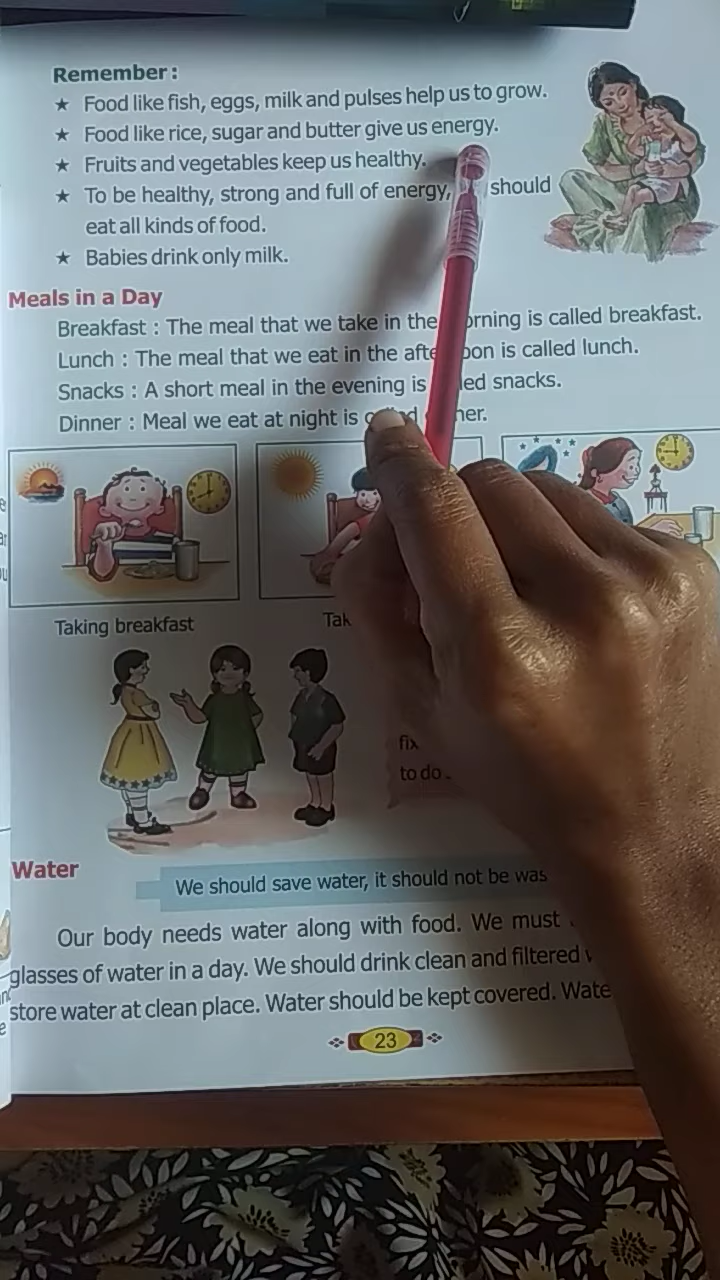 Remember :
★ Food like fish, eggs, milk and pulses help us to grow.
★ Food like rice, sugar and butter give us energy.
★ Fruits and vegetables keep us healthy.
★ To be healthy, strong and full of energy, should
eat all kinds of food.
★ Babies drink only milk.
Meals in a Day
Breakfast : The meal that we take in the orning is called breakfast.
Lunch : The meal that we eat in the afte oon is called lunch.
Snacks : A short meal in the evening is led snacks.
Dinner : Meal we eat at night is ner.
Taking breakfast
Tak
fix
to do
Water
We should save water, it should not be was
Our body needs water along with food. We must
glasses of water in a day. We should drink clean and filtered
store water at clean place. Water should be kept covered. Wate
23